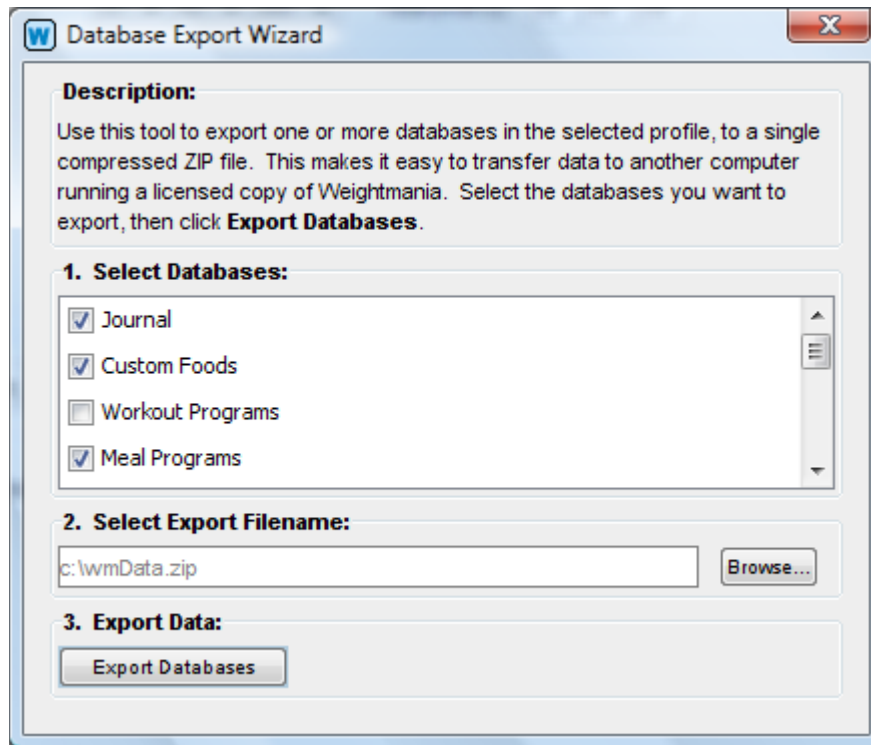 W Database Export Wizard
Description:
Use this tool to export one or more databases in the selected profile, to a single
compressed ZIP file. This makes it easy to transfer data to another computer
running a licensed copy of Weightmania. Select the databases you want to
export, then click Export Databases.
1. Select Databases:
Journal
Custom Foods
Workout Programs
Meal Programs
2. Select Export Filename:
c:\wmData.zip
Browse...
3. Export Data:
Export Databases